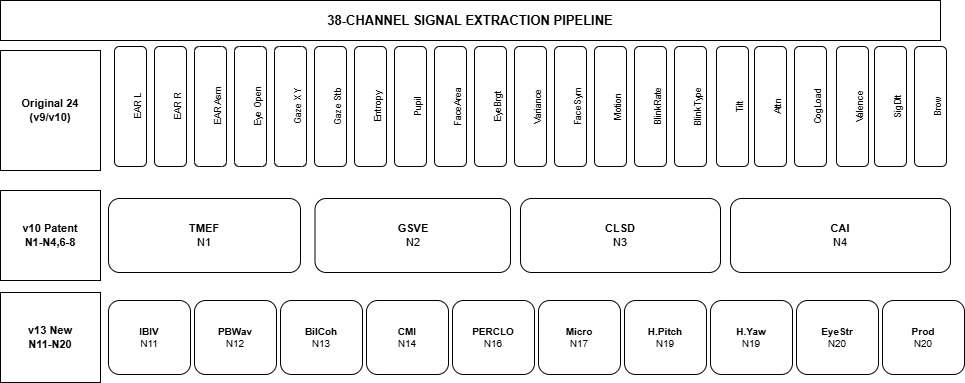 38-CHANNEL SIGNAL EXTRACTION PIPELINE
Original 24
(v9/v10)
EAR L
EAR R
EAR Asm
Eye Open
Gaze X Y
Gaze Stb
Entropy
Pupil
FaceArea
EyeBrgt
Variance
FaceSym
Motion
BlinkRate
BlinkType
Tilt
Attn
CogLoad
Valence
SigDlt
Brow
v10 Patent
N1-N4,6-8
TMEF
N1
GSVE
N2
CLSD
N3
CAI
N4
v13 New
N11-N20
IBIV
N11
PBWav
N12
BilCoh
N13
CMI
N14
PERCLO
N16
Micro
N17
H.Pitch
N19
H.Yaw
N19
EyeStr
N20
Prod
N20